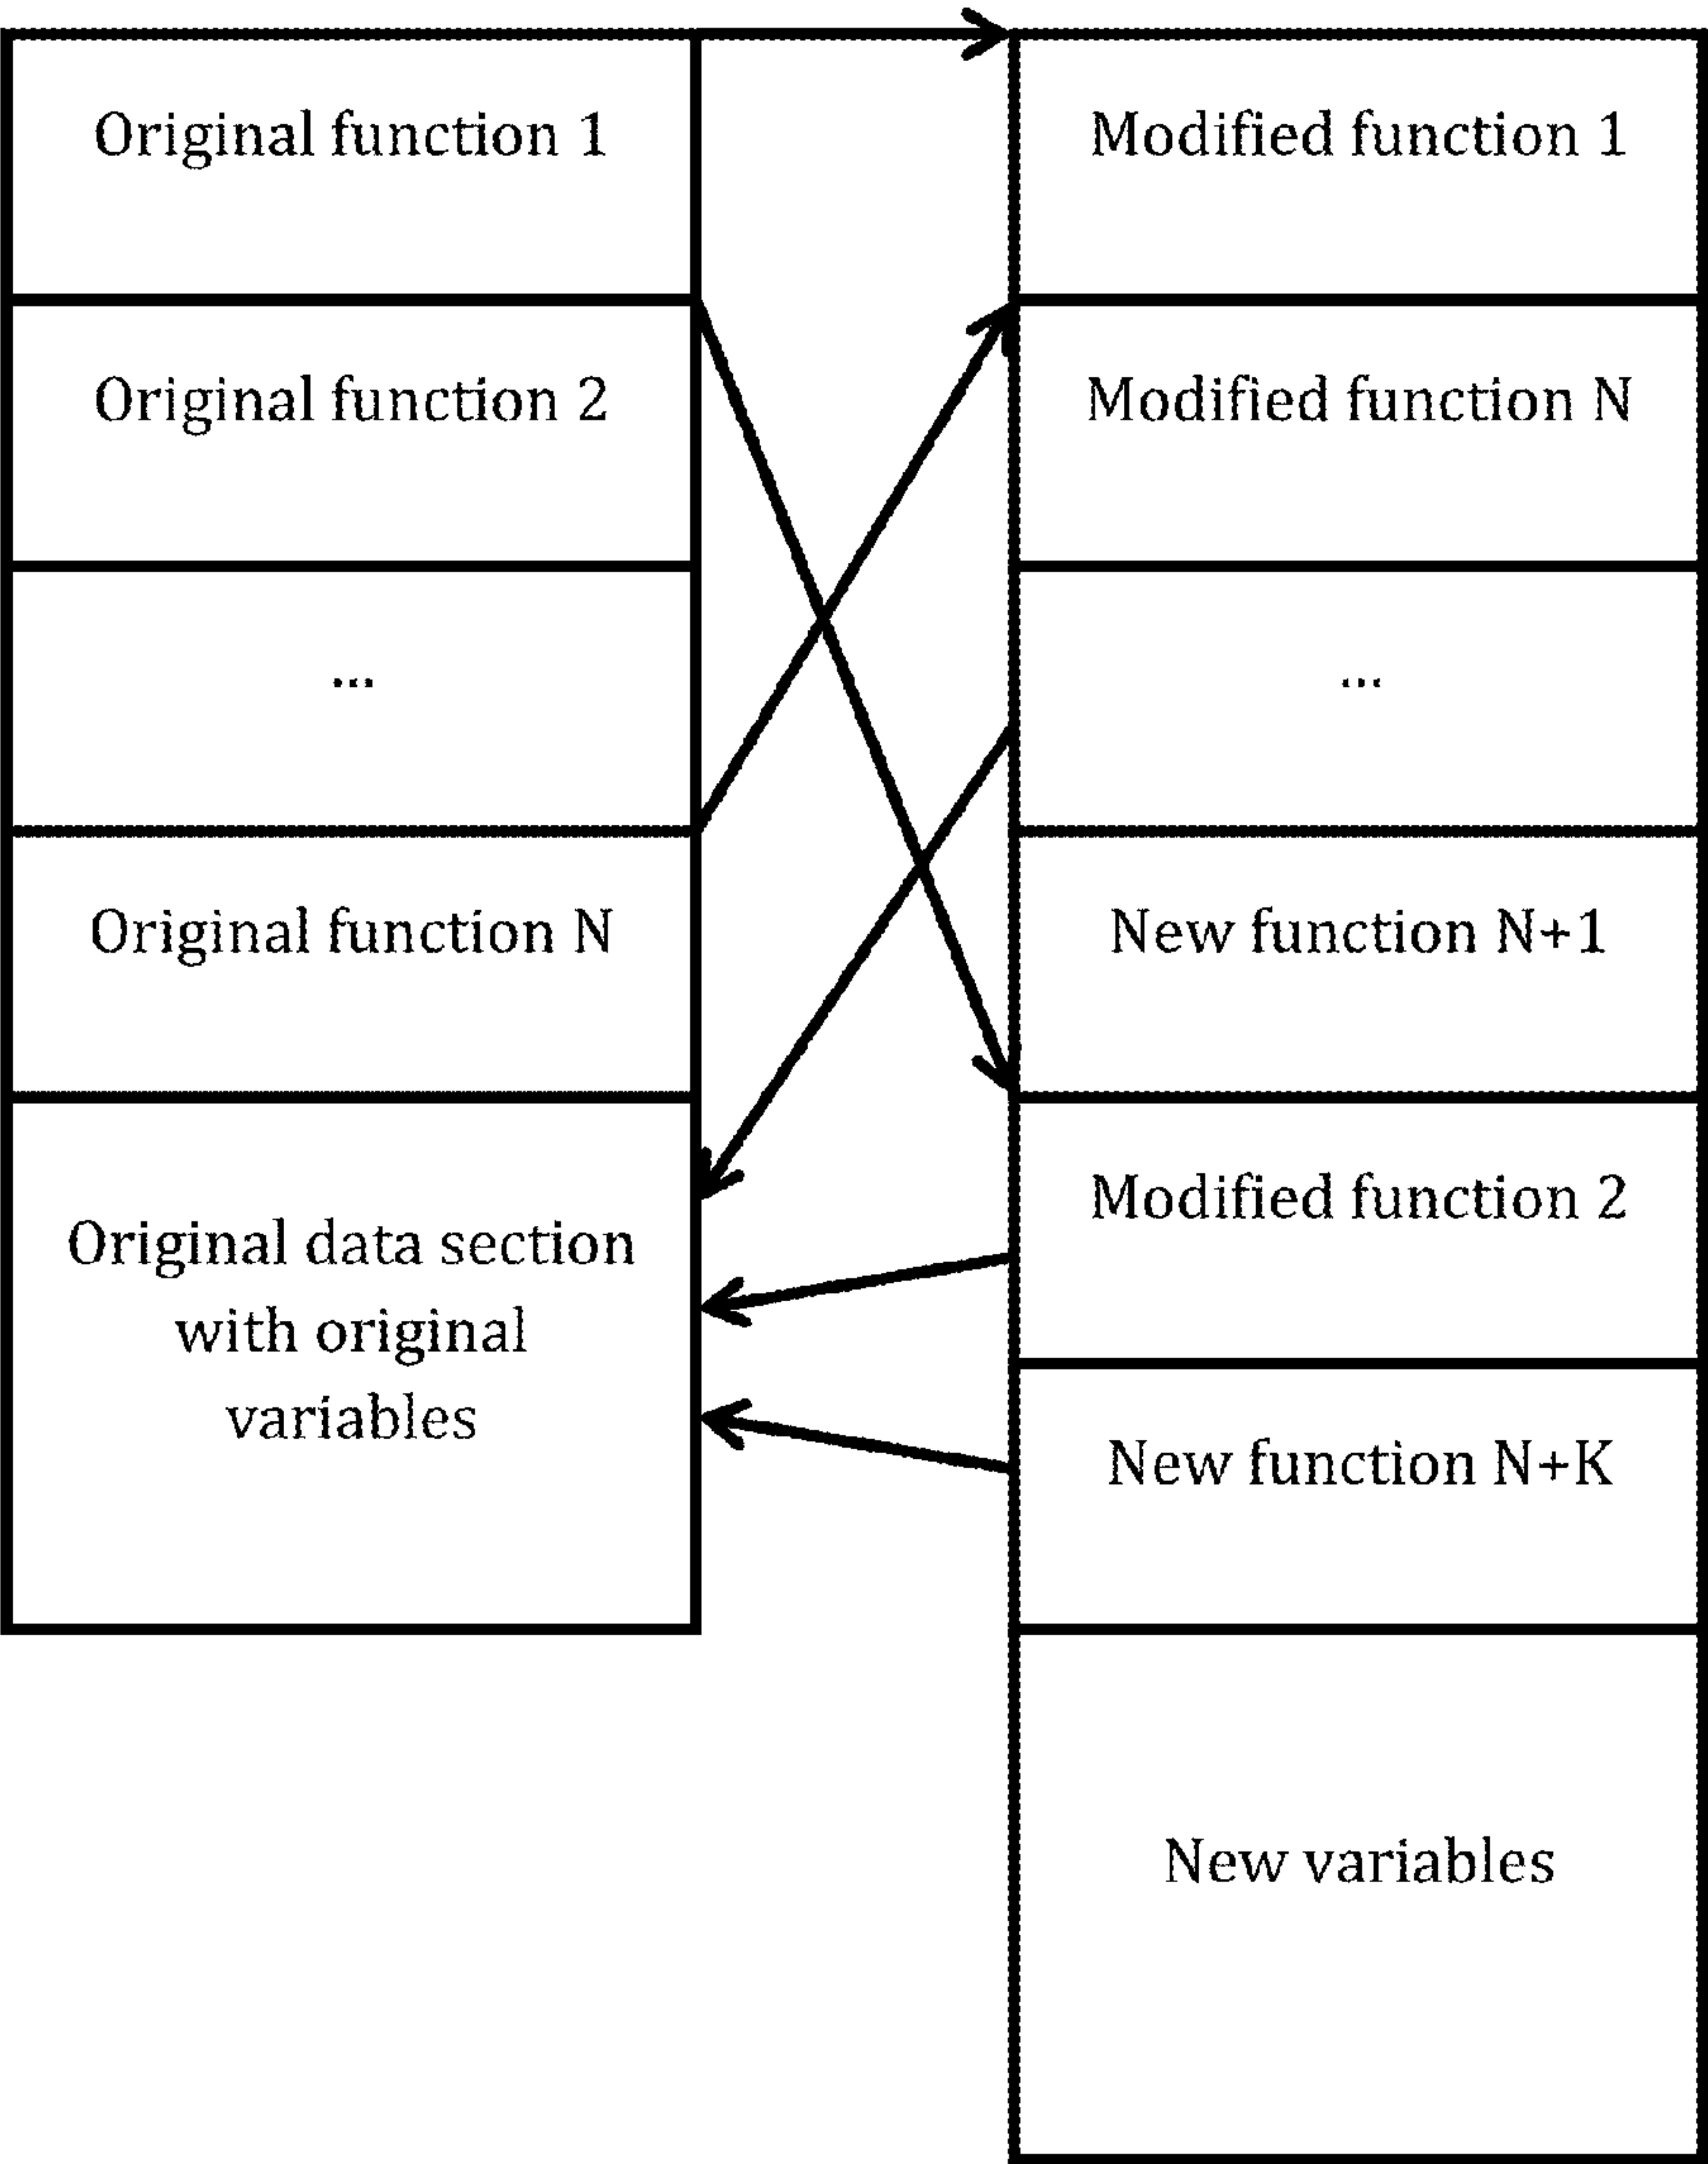 Original function 1
Original function 2
...
Original function N
Original data section
with original
variables
Modified function 1
Modified function N
...
New function N+1
Modified function 2
New function N+K
New variables